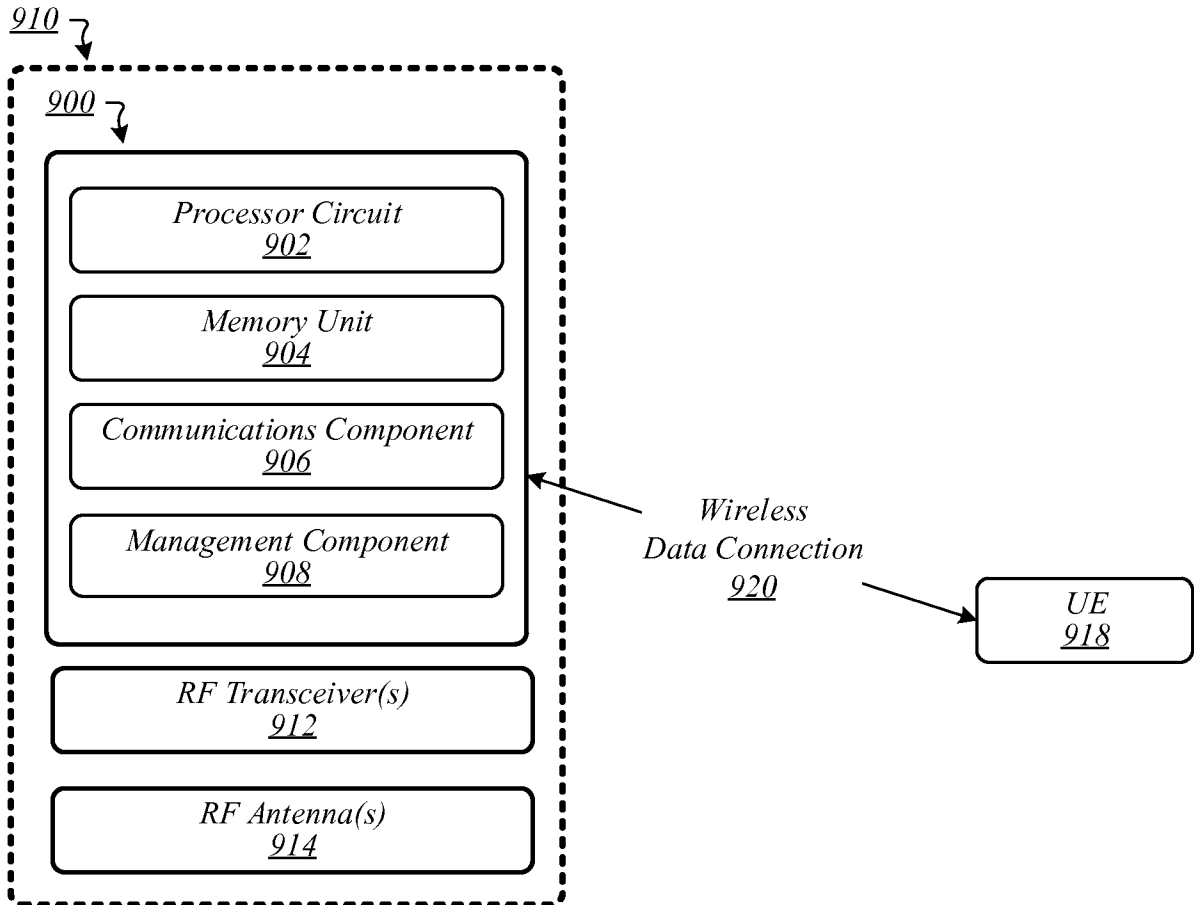 910
900
Processor Circuit
902
Memory Unit
904
Communications Component
906
Management Component
908
Wireless
Data Connection
920
UE
918
RF Transceiver(s)
912
RF Antenna(s)
914